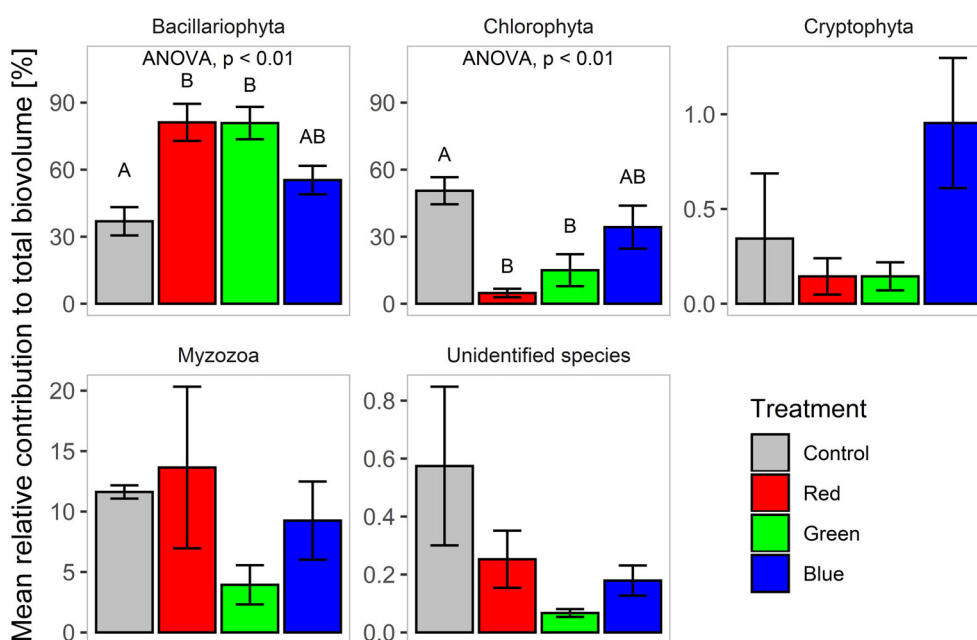 Mean relative contribution to total biovolume [%]
Bacillariophyta
ANOVA, p < 0.01
90
60
30
0
A
B
B
AB
Chlorophyta
ANOVA, p < 0.01
90
60
30
0
A
B
B
AB
Cryptophyta
1.0
0.5
0.0
Myzozoa
20
15
10
5
0
Unidentified species
0.8
0.6
0.4
0.2
0.0
Treatment
Control
Red
Green
Blue